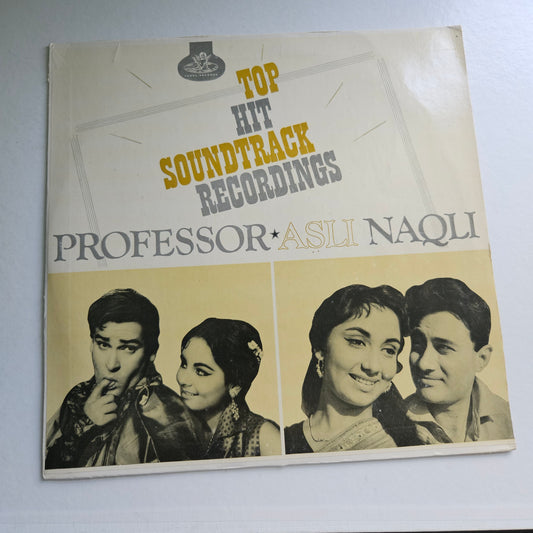 TOP
HIT
SOUNDTRACK
RECORDINGS
PROFESSOR★ASLI NAQLI